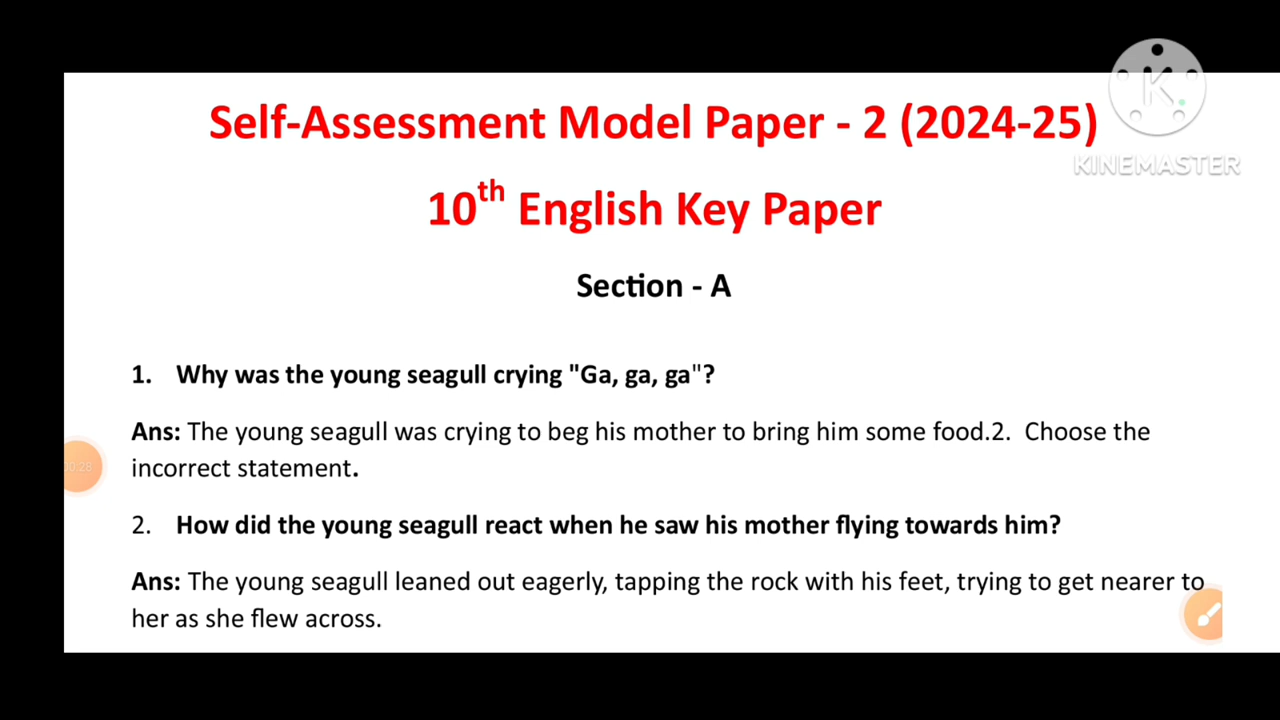 Self-Assessment Model Paper - 2 (2024-25)
KINEMASTER
10th English Key Paper
Section - A
1. Why was the young seagull crying "Ga, ga, ga"?
Ans: The young seagull was crying to beg his mother to bring him some food.2. Choose the
incorrect statement.
00:28
2. How did the young seagull react when he saw his mother flying towards him?
Ans: The young seagull leaned out eagerly, tapping the rock with his feet, trying to get nearer to
her as she flew across.